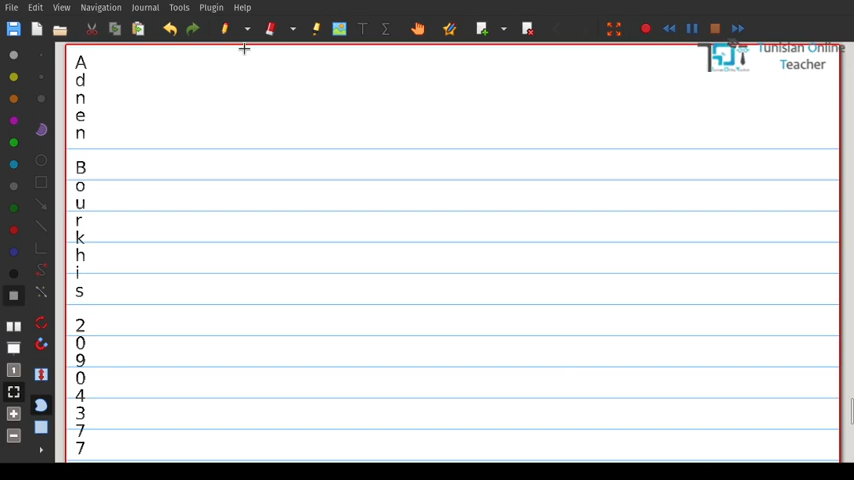 File Edit View Navigation Journal Tools Plugin Help
Tunisian Online
Teacher
A
d
n
e
n
B
o
u
r
k
h
i
s
2
0
9
0
4
3
7
7
1